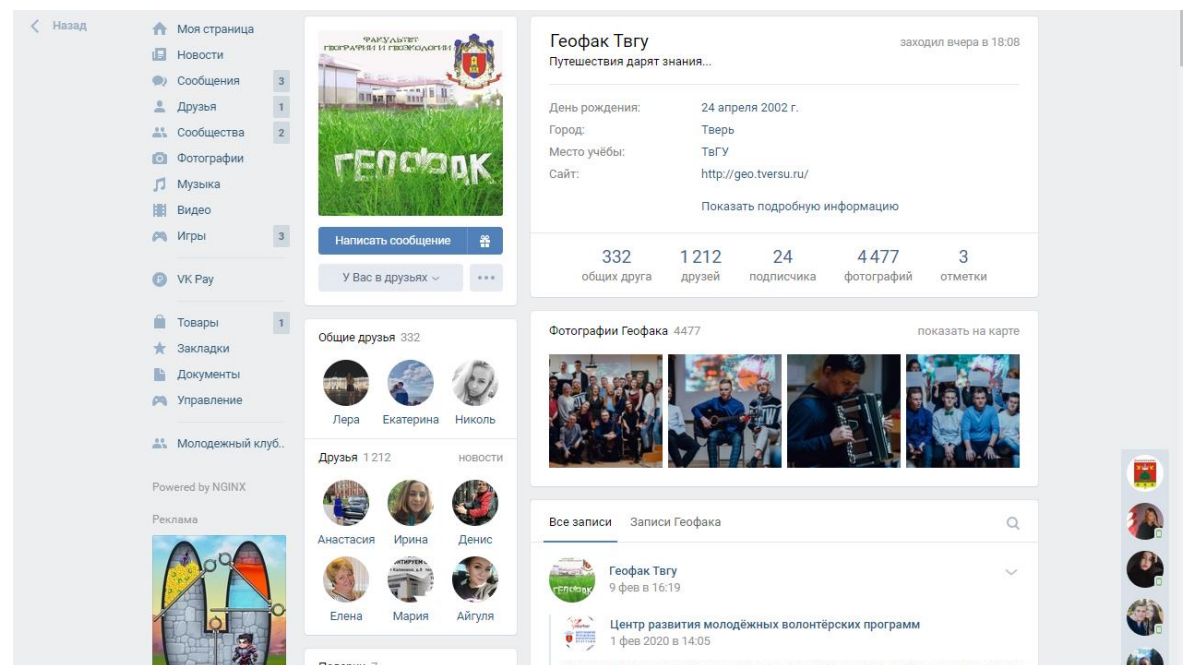 Назад
Моя страница
Новости
Сообщения 3
Друзья 1
Сообщества 2
Фотографии
Музыка
Видео
Игры 3
VK Pay
Товары 1
Закладки
Документы
Управление
Молодежный клуб..
Powered by NGINX
Реклама
ФАКУЛЬТЕТ
ГЕОГРАФИИ И ГЕОЭКОЛОГИИ
ГЕОФАК
Написать сообщение
У Вас в друзьях
Общие друзья 332
Лера Екатерина Николь
Друзья 1 212 новости
Анастасия Ирина Денис
Елена Мария Айгуля
Геофак Твгу заходил вчера в 18:08
Путешествия дарят знания...
День рождения: 24 апреля 2002 г.
Город: Тверь
Место учёбы: ТвГУ
Сайт: http://geo.tversu.ru/
Показать подробную информацию
332 1 212 24 4 477 3
общих друга друзей подписчика фотографий отметки
Фотографии Геофака 4477 показать на карте
Все записи Записи Геофака
Геофак Твгу
9 фев в 16:19
Центр развития молодёжных волонтёрских программ
1 фев 2020 в 14:05